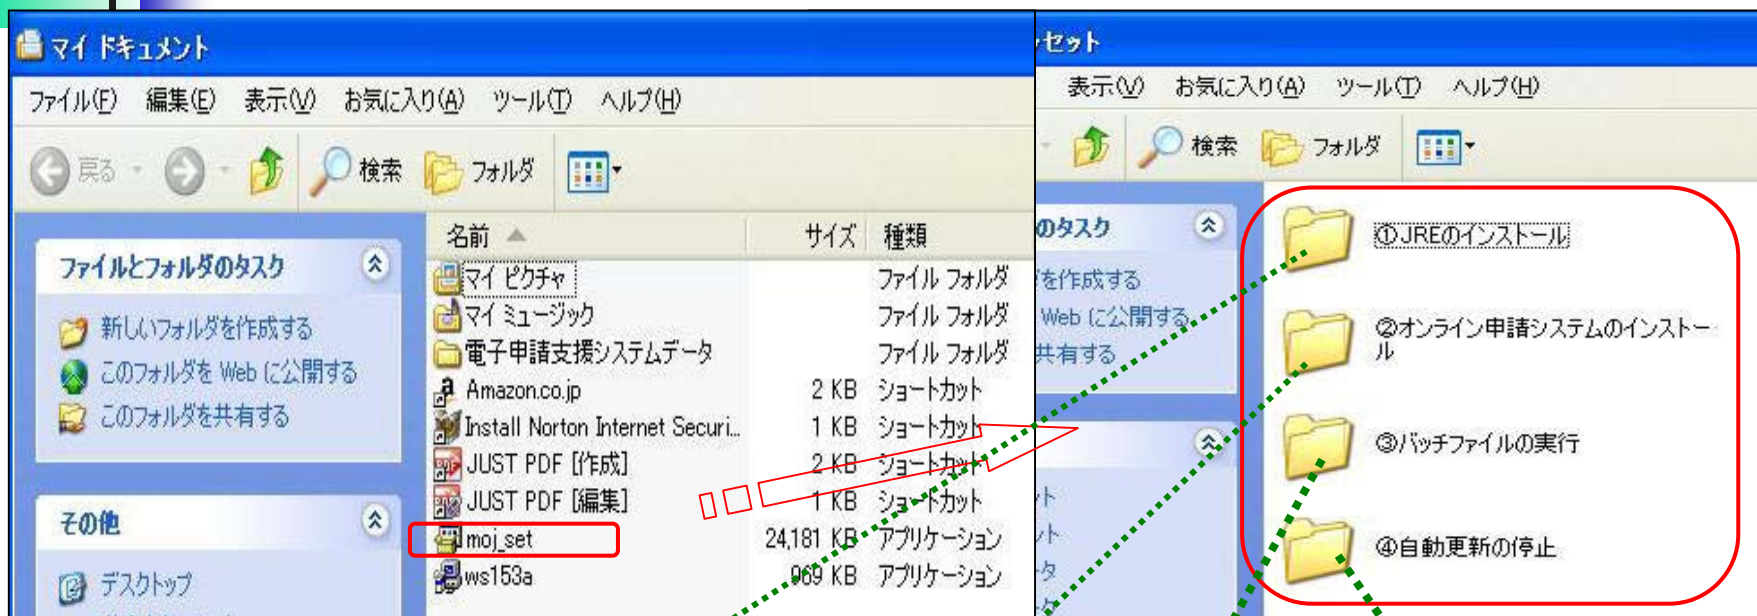 マイ ドキュメント
ファイル(F) 編集(E) 表示(V) お気に入り(A) ツール(T) ヘルプ(H)
戻る 検索 フォルダ
ファイルとフォルダのタスク
新しいフォルダを作成する
このフォルダを Web に公開する
このフォルダを共有する
その他
デスクトップ
名前 サイズ 種類
マイ ピクチャ ファイル フォルダ
マイ ミュージック ファイル フォルダ
電子申請支援システムデータ ファイル フォルダ
Amazon.co.jp 2 KB ショートカット
Install Norton Internet Securi... 1 KB ショートカット
JUST PDF [作成] 2 KB ショートカット
JUST PDF [編集] 1 KB ショートカット
moj_set 24,181 KB アプリケーション
ws153a 969 KB アプリケーション
セット
表示(V) お気に入り(A) ツール(T) ヘルプ(H)
検索 フォルダ
のタスク
を作成する
Web に公開する
共有する
ト
ット
タ
①JREのインストール
②オンライン申請システムのインストー
ル
③バッチファイルの実行
④自動更新の停止